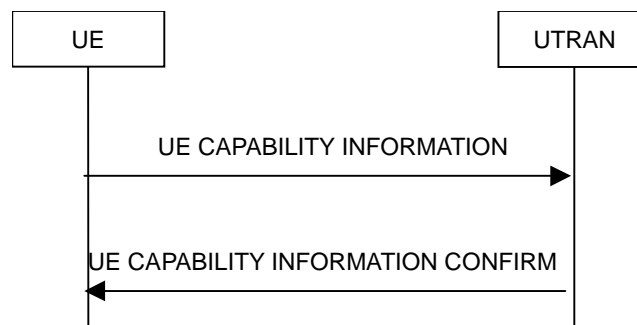 UE
UTRAN
UE CAPABILITY INFORMATION
UE CAPABILITY INFORMATION CONFIRM